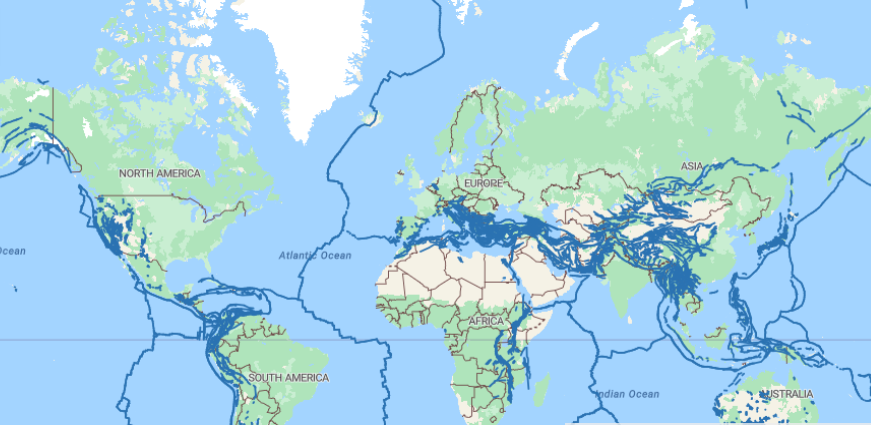 ASIA
NORTH AMERICA
EUROPE
Ocean
Atlantic Ocean
AFRICA
SOUTH AMERICA
Indian Ocean
AUSTRALIA